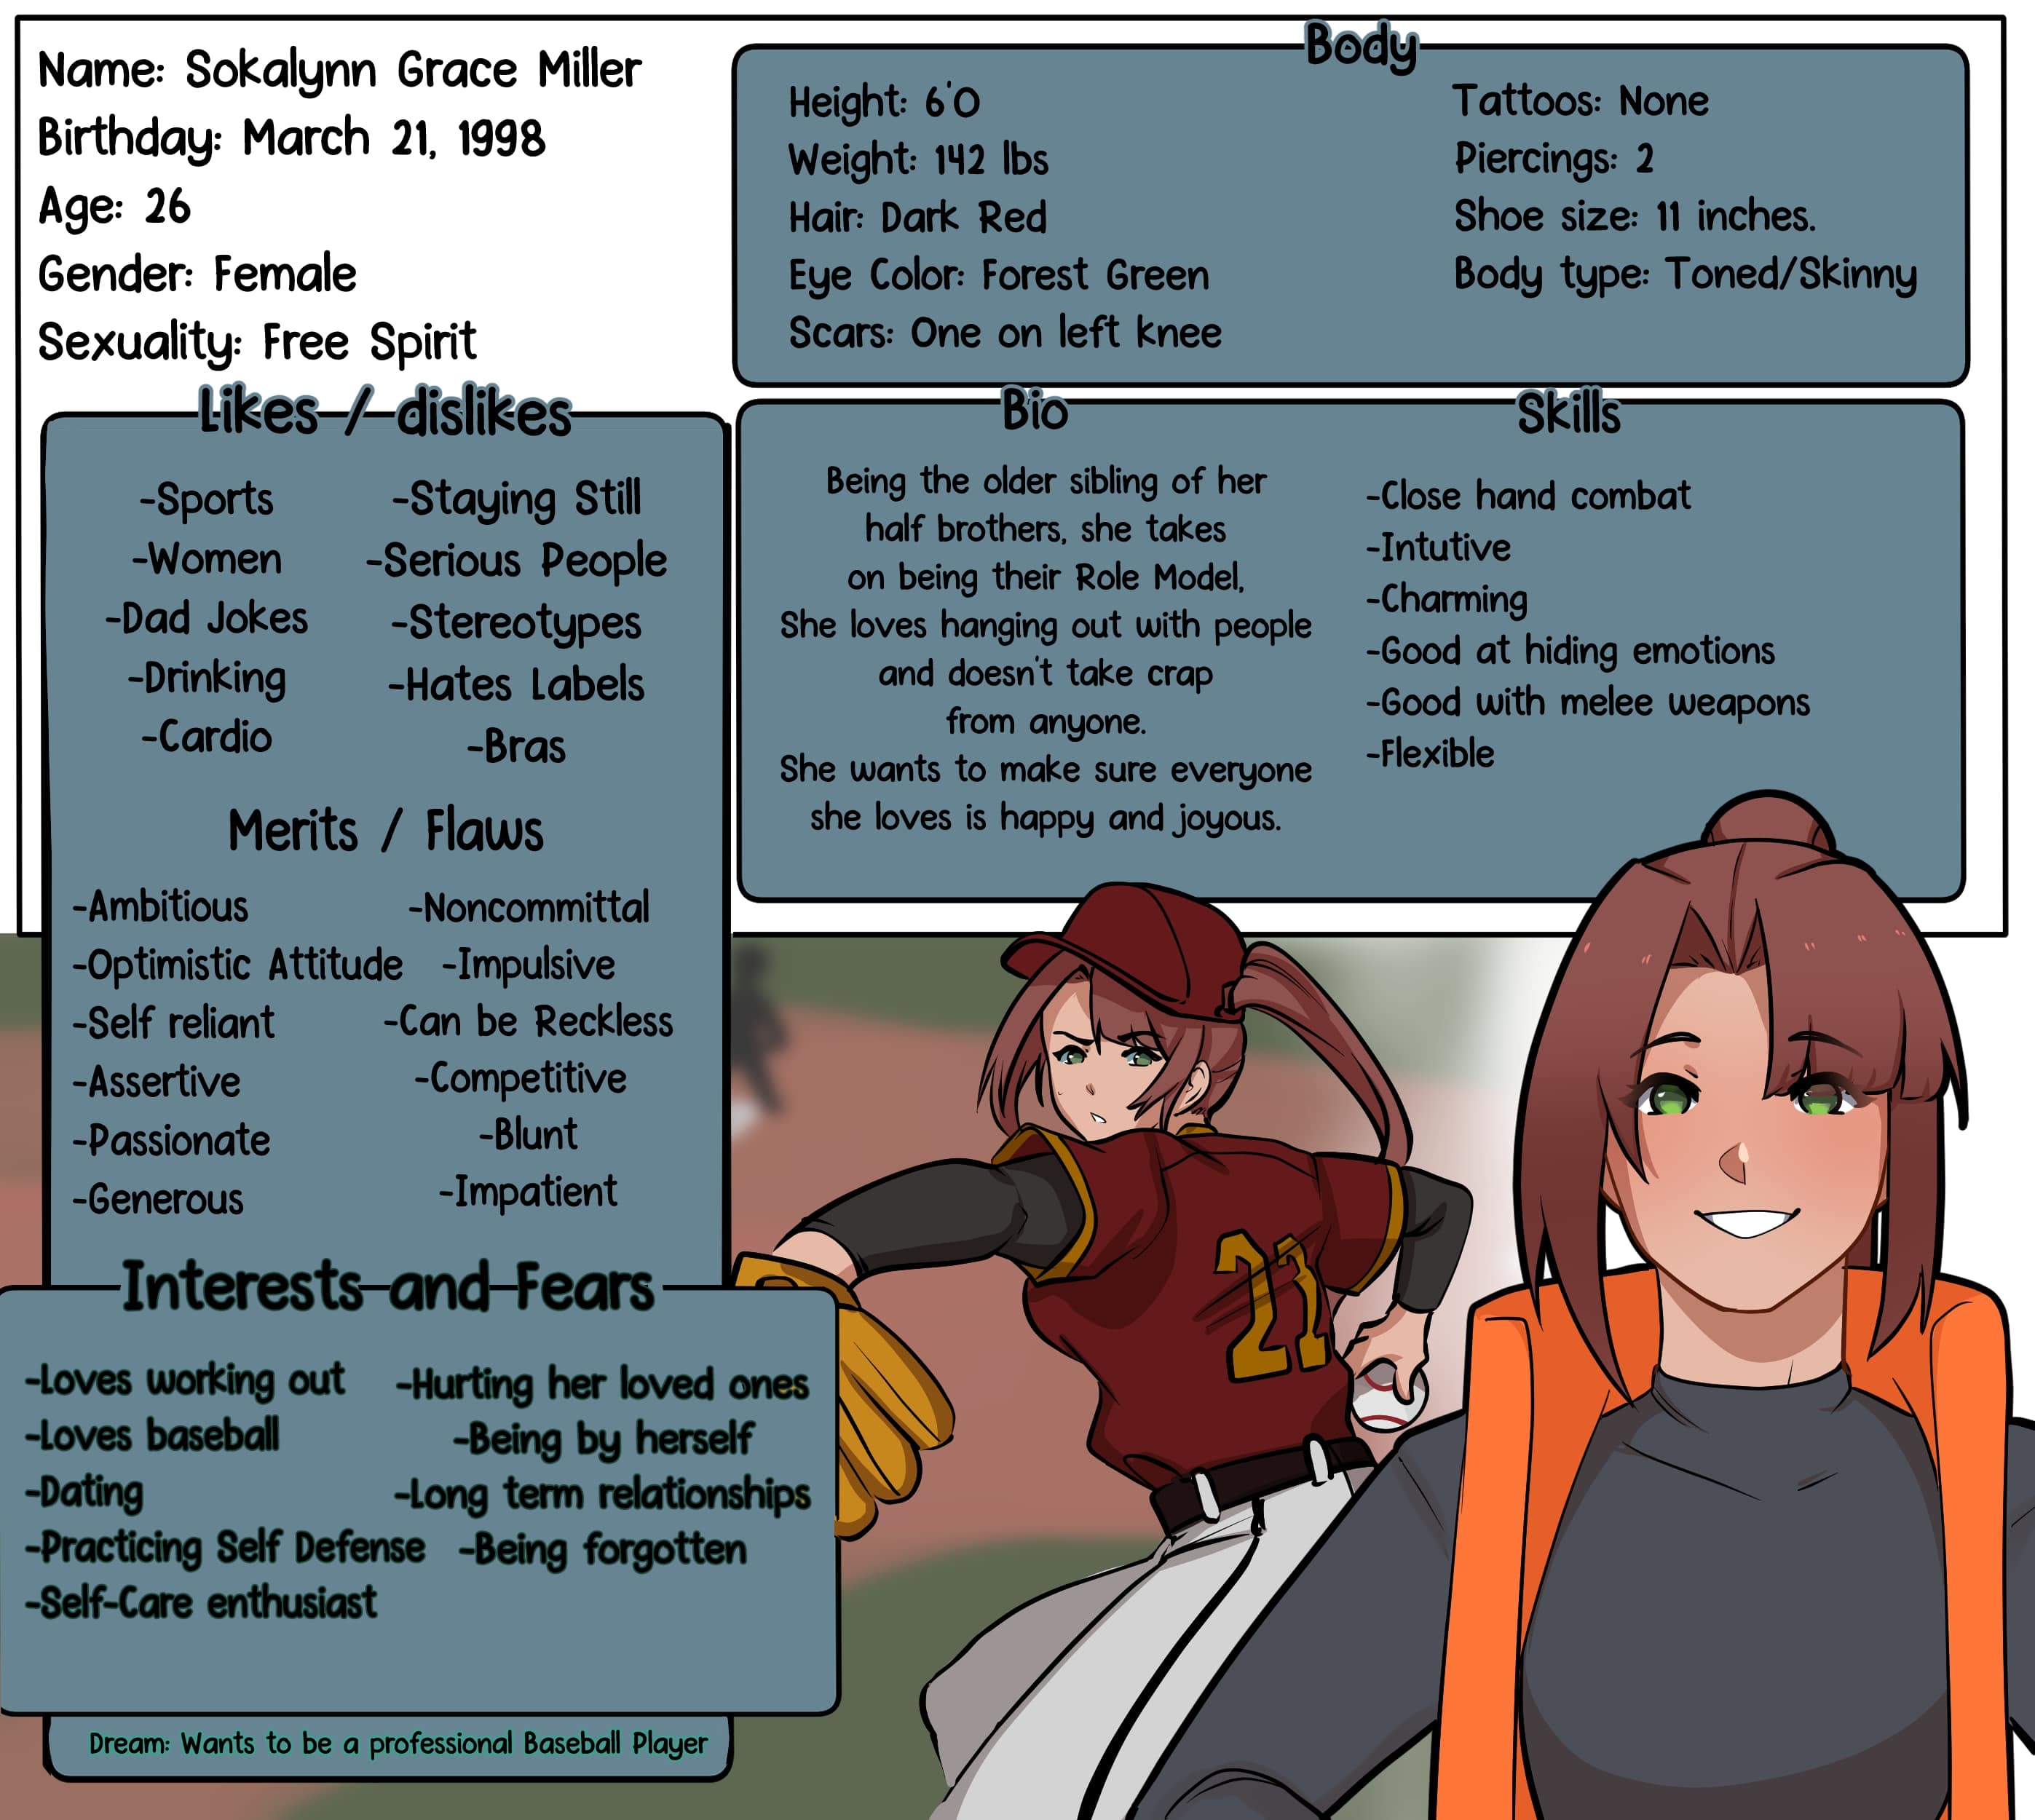 Name: Sokalynn Grace Miller
Birthday: March 21, 1998
Age: 26
Gender: Female
Sexuality: Free Spirit
Body
Height: 6'0
Weight: 142 lbs
Hair: Dark Red
Eye Color: Forest Green
Scars: One on left knee
Tattoos: None
Piercings: 2
Shoe size: 11 inches.
Body type: Toned/Skinny
Likes / dislikes
-Sports
-Women
-Dad Jokes
-Drinking
-Cardio
-Staying Still
-Serious People
-Stereotypes
-Hates Labels
-Bras
Merits / Flaws
-Ambitious
-Optimistic Attitude
-Self reliant
-Assertive
-Passionate
-Generous
-Noncommittal
-Impulsive
-Can be Reckless
-Competitive
-Blunt
-Impatient
Bio
Being the older sibling of her
half brothers, she takes
on being their Role Model,
She loves hanging out with people
and doesn't take crap
from anyone.
She wants to make sure everyone
she loves is happy and joyous.
Skills
-Close hand combat
-Intutive
-Charming
-Good at hiding emotions
-Good with melee weapons
-Flexible
Interests and Fears
-Loves working out
-Loves baseball
-Dating
-Practicing Self Defense
-Self-Care enthusiast
-Hurting her loved ones
-Being by herself
-Long term relationships
-Being forgotten
Dream: Wants to be a professional Baseball Player